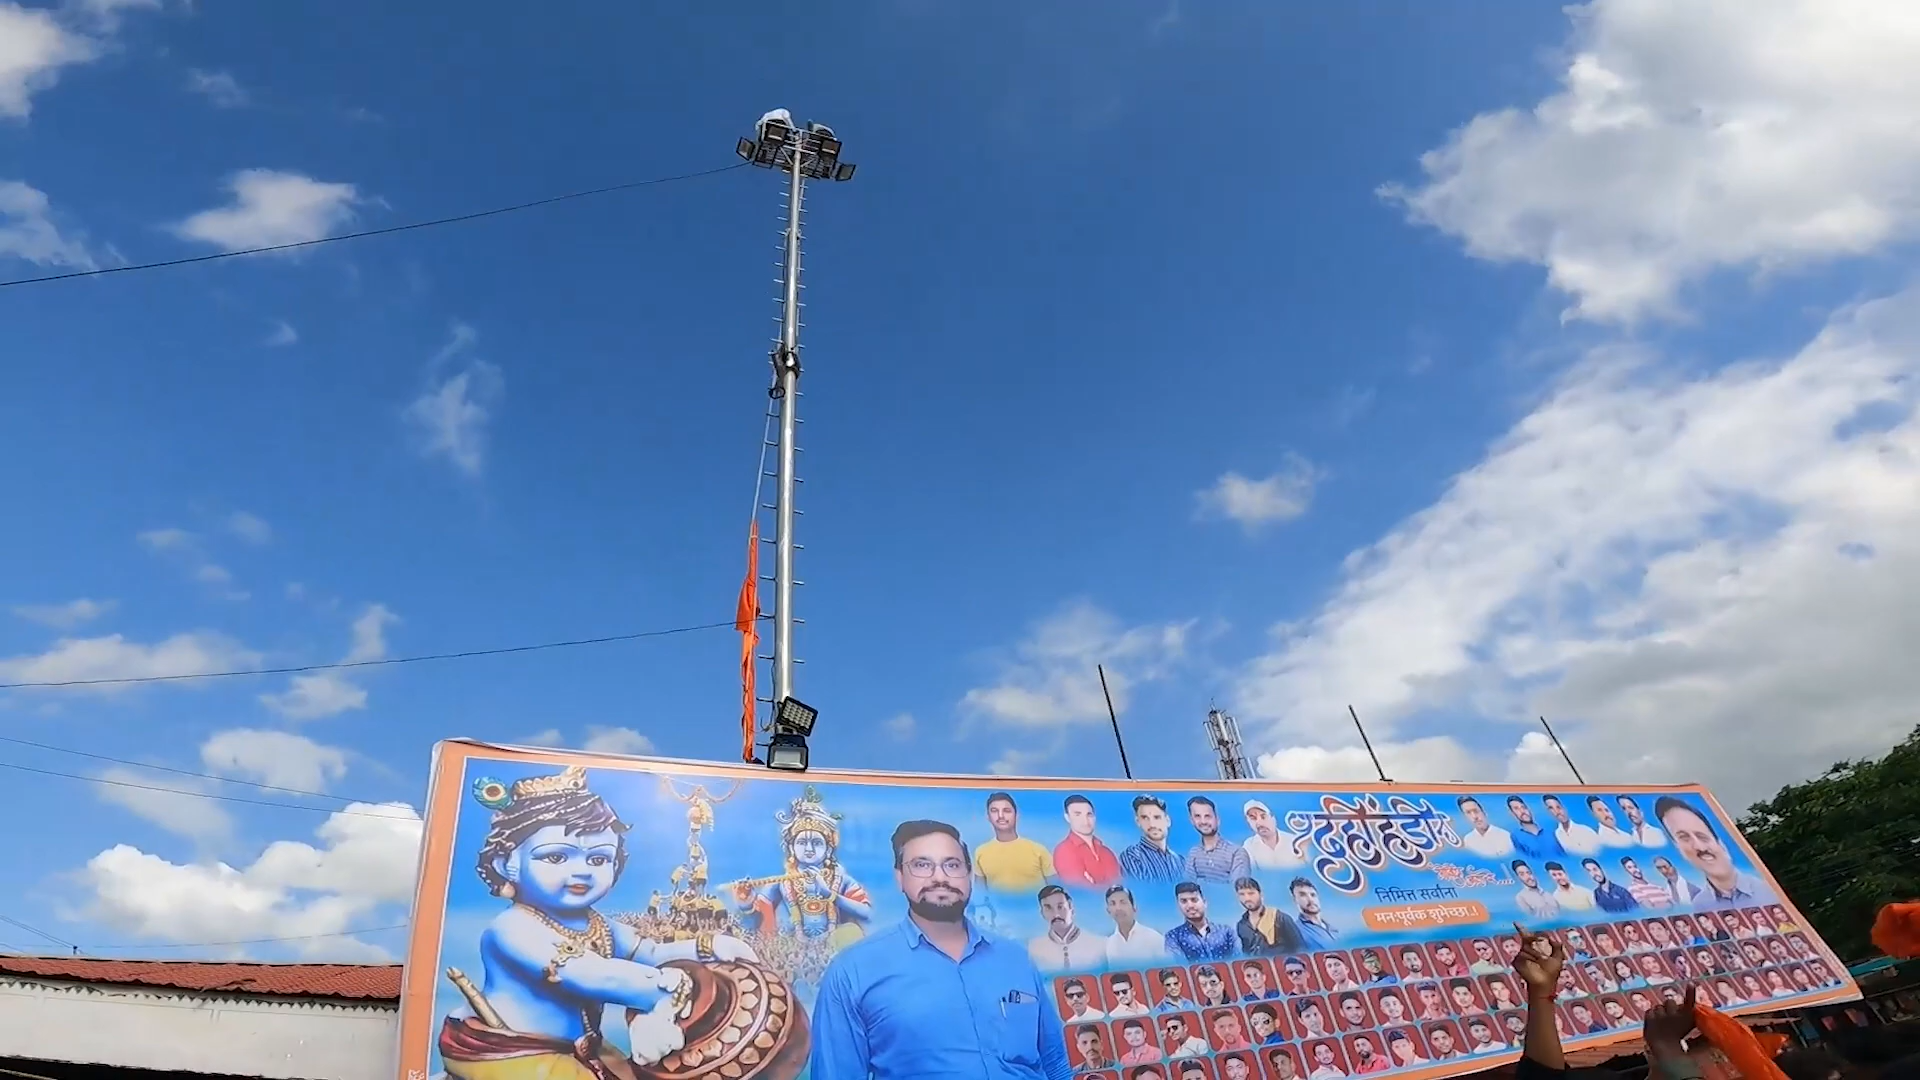 दहीहंडी
निमित्त सर्वांना
मन:पूर्वक शुभेच्छा..!